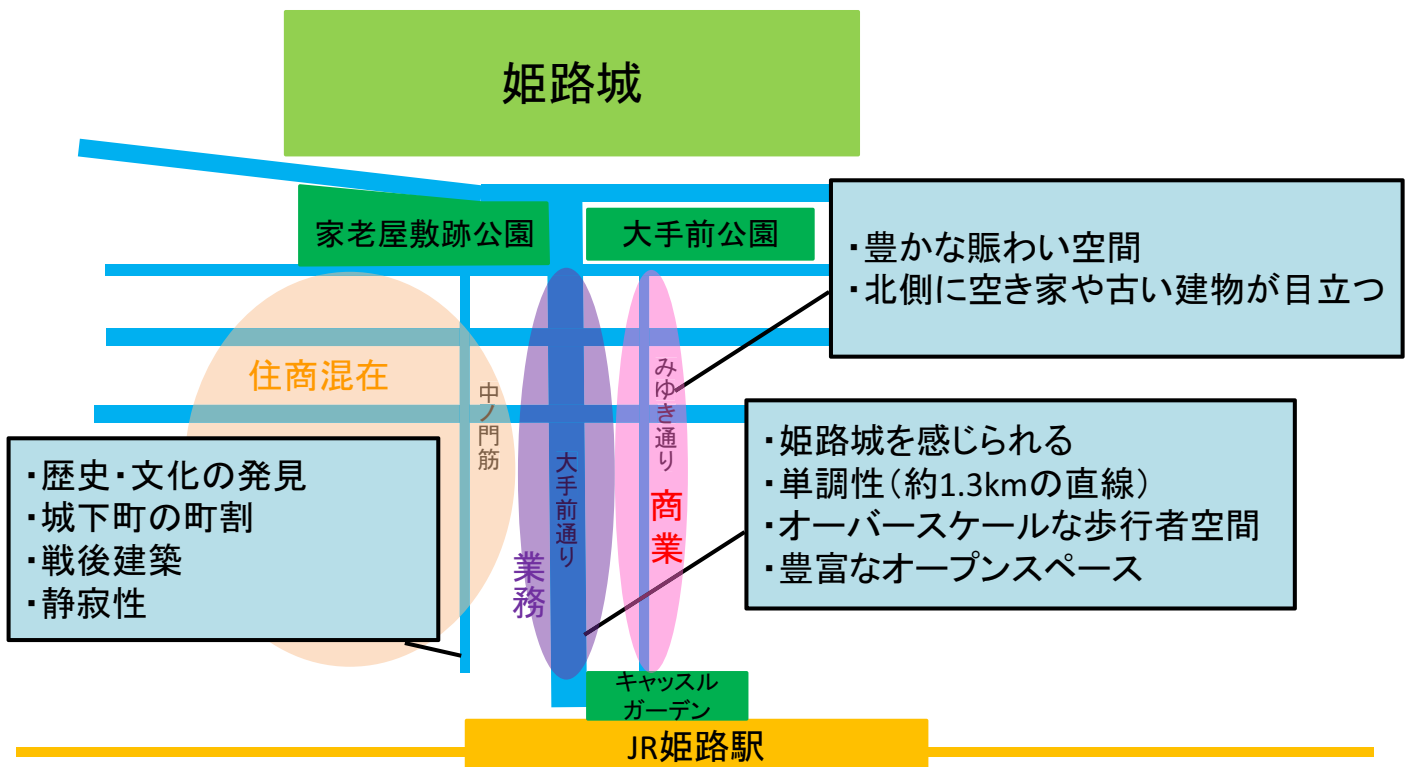 姫路城
家老屋敷跡公園
大手前公園
・豊かな賑わい空間
・北側に空き家や古い建物が目立つ
住商混在
中ノ門筋
大手前通り
みゆき通り
業務
商業
・歴史・文化の発見
・城下町の町割
・戦後建築
・静寂性
・姫路城を感じられる
・単調性(約1.3kmの直線)
・オーバースケールな歩行者空間
・豊富なオープンスペース
キャッスル
ガーデン
JR姫路駅